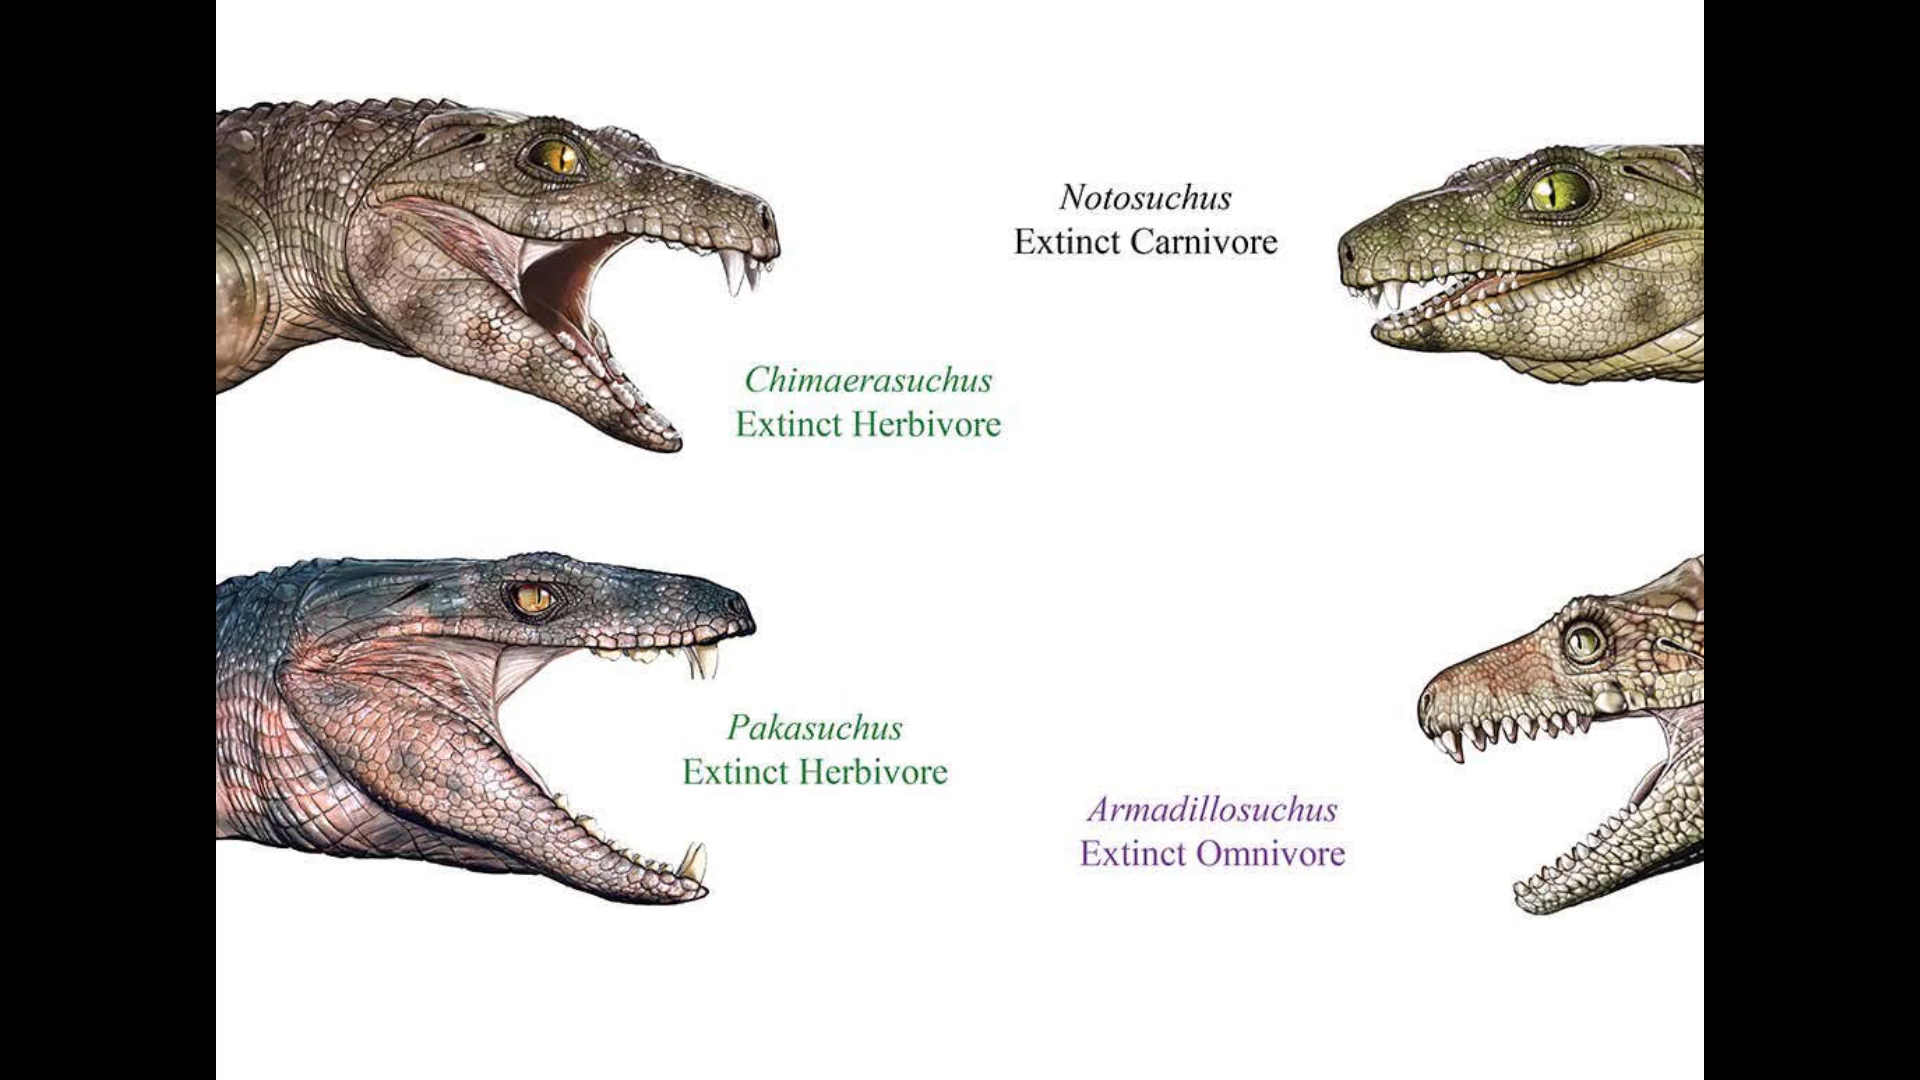 Notosuchus
Extinct Carnivore
Chimaerasuchus
Extinct Herbivore
Pakasuchus
Extinct Herbivore
Armadillosuchus
Extinct Omnivore